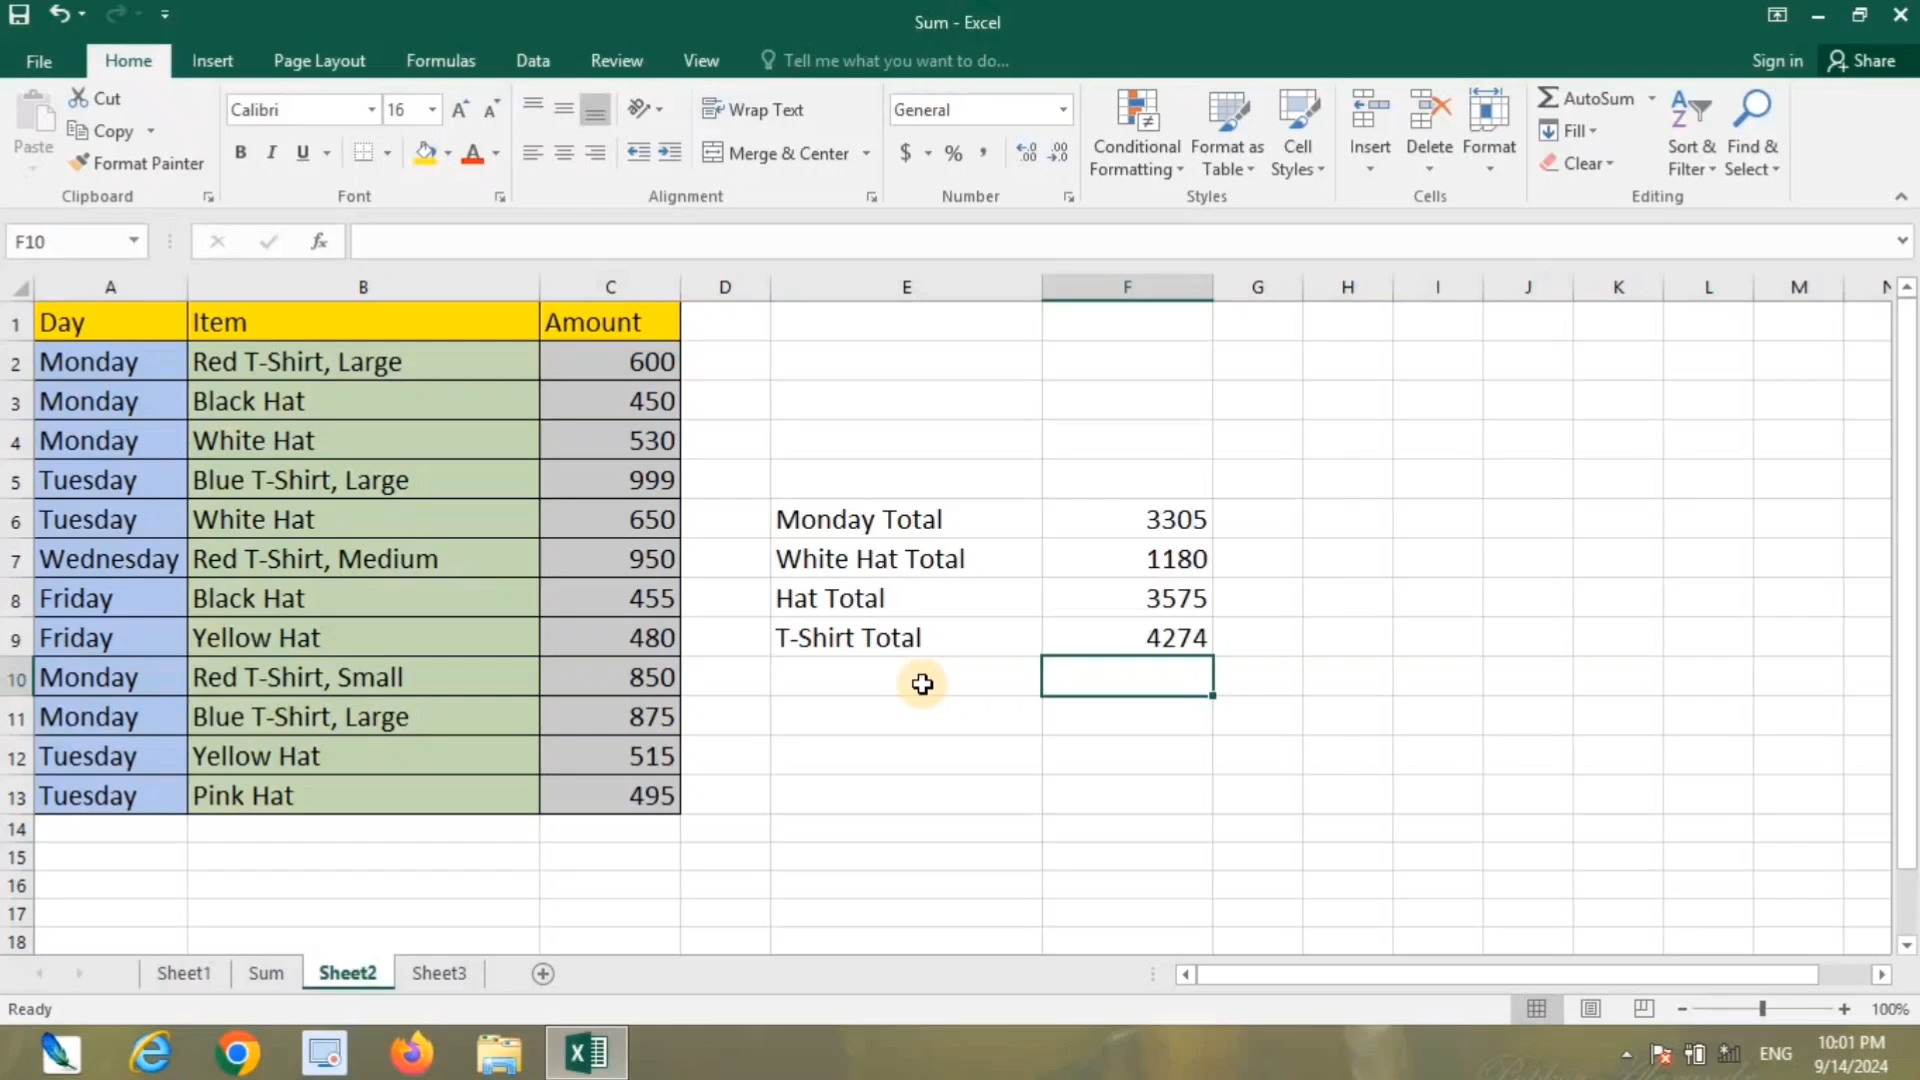 Sum - Excel
File Home Insert Page Layout Formulas Data Review View Tell me what you want to do... Sign in Share
Paste
Cut
Copy
Format Painter
Clipboard
Calibri 16 A A
B I U A
Font
Wrap Text
Merge & Center
Alignment
General
$ % , .00 .0
Number
Conditional Formatting
Format as Table
Cell Styles
Styles
Insert Delete Format
Cells
AutoSum
Fill
Clear
Sort & Filter
Find & Select
Editing
F10 fx
A B C D E F G H I J K L M N
1 Day Item Amount
2 Monday Red T-Shirt, Large 600
3 Monday Black Hat 450
4 Monday White Hat 530
5 Tuesday Blue T-Shirt, Large 999
6 Tuesday White Hat 650 Monday Total 3305
7 Wednesday Red T-Shirt, Medium 950 White Hat Total 1180
8 Friday Black Hat 455 Hat Total 3575
9 Friday Yellow Hat 480 T-Shirt Total 4274
10 Monday Red T-Shirt, Small 850
11 Monday Blue T-Shirt, Large 875
12 Tuesday Yellow Hat 515
13 Tuesday Pink Hat 495
14
15
16
17
18
Sheet1 Sum Sheet2 Sheet3
Ready 100%
ENG 10:01 PM
9/14/2024